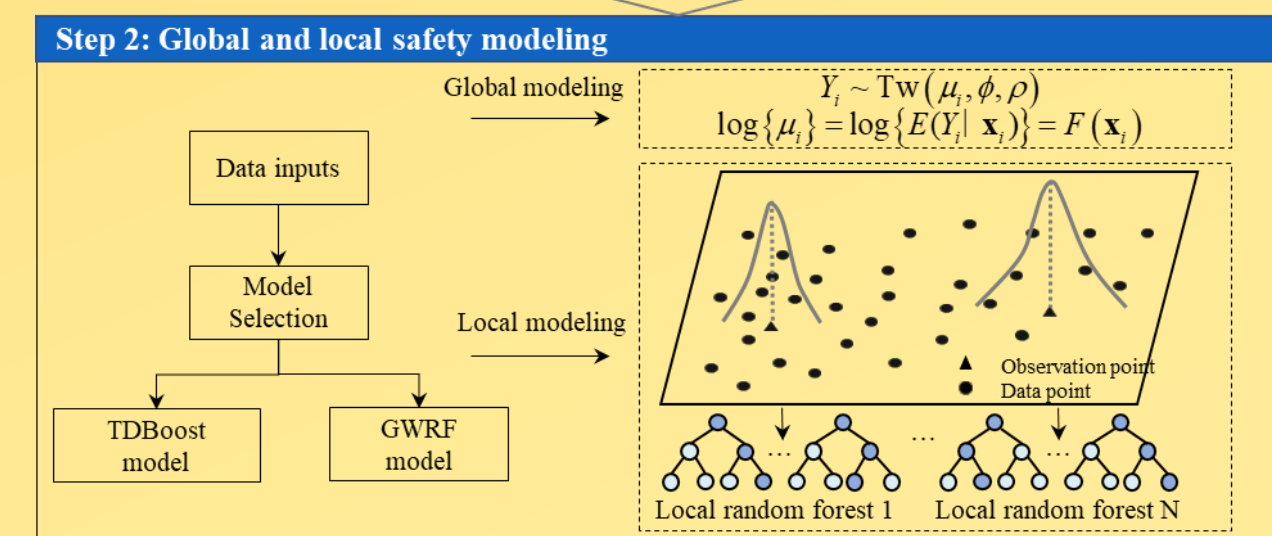 Step 2: Global and local safety modeling
Global modeling
Y_i ~ Tw(μ_i, ϕ, ρ)
log{μ_i} = log{E(Y_i| 𝐱_i)} = F(𝐱_i)
Data inputs
Model
Selection
Local modeling
TDBoost
model
GWRF
model
Observation point
Data point
...
...
...
Local random forest 1
Local random forest N